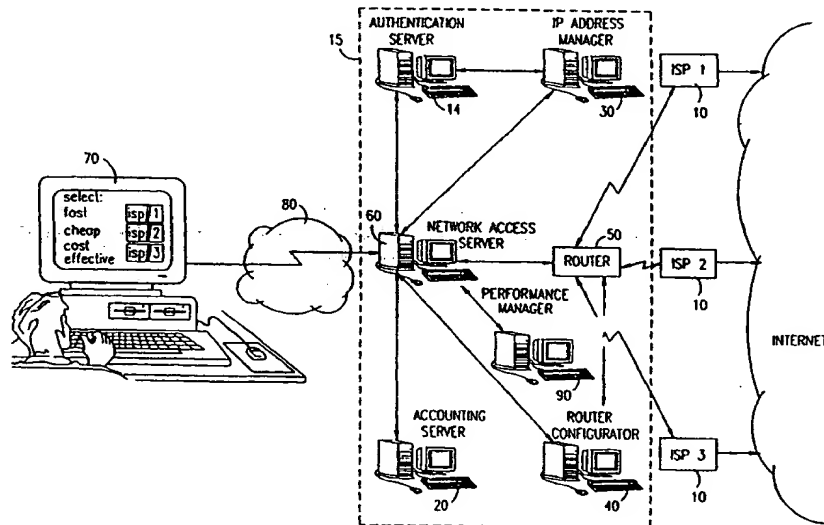 AUTHENTICATION
SERVER
15
14
IP ADDRESS
MANAGER
30
ISP 1
10
70
select:
fast isp 1
cheap isp 2
cost
effective isp 3
80
60
NETWORK ACCESS
SERVER
50
ROUTER
ISP 2
10
PERFORMANCE
MANAGER
90
INTERNET
ACCOUNTING
SERVER
20
ROUTER
CONFIGURATOR
40
ISP 3
10